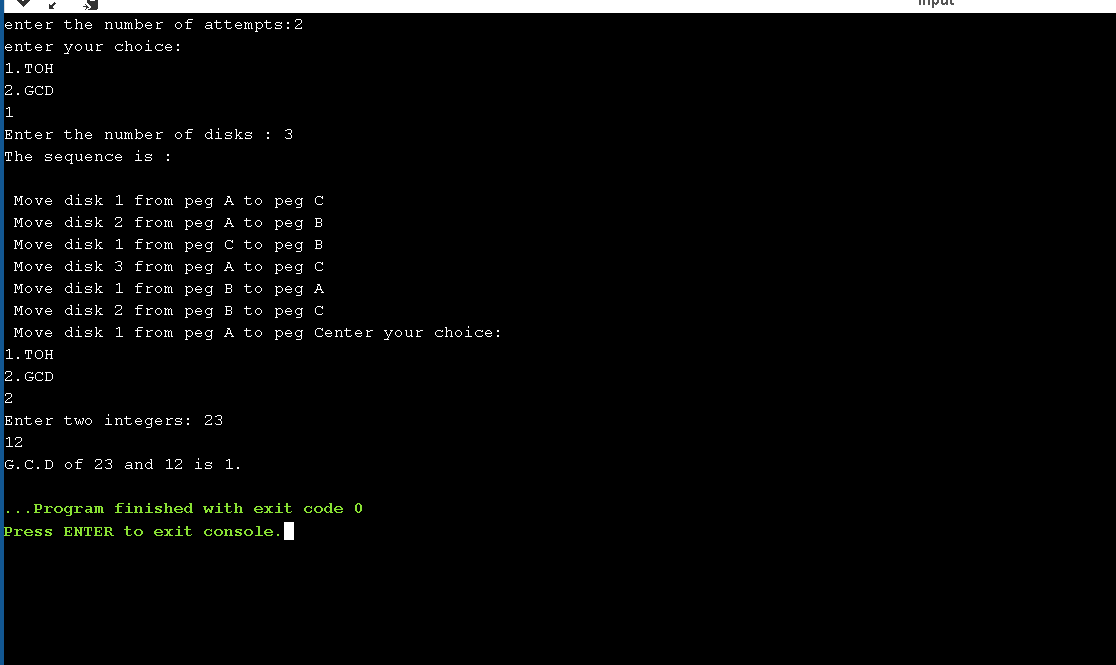 input
enter the number of attempts:2
enter your choice:
1.TOH
2.GCD
1
Enter the number of disks : 3
The sequence is :
Move disk 1 from peg A to peg C
Move disk 2 from peg A to peg B
Move disk 1 from peg C to peg B
Move disk 3 from peg A to peg C
Move disk 1 from peg B to peg A
Move disk 2 from peg B to peg C
Move disk 1 from peg A to peg Center your choice:
1.TOH
2.GCD
2
Enter two integers: 23
12
G.C.D of 23 and 12 is 1.
...Program finished with exit code 0
Press ENTER to exit console.